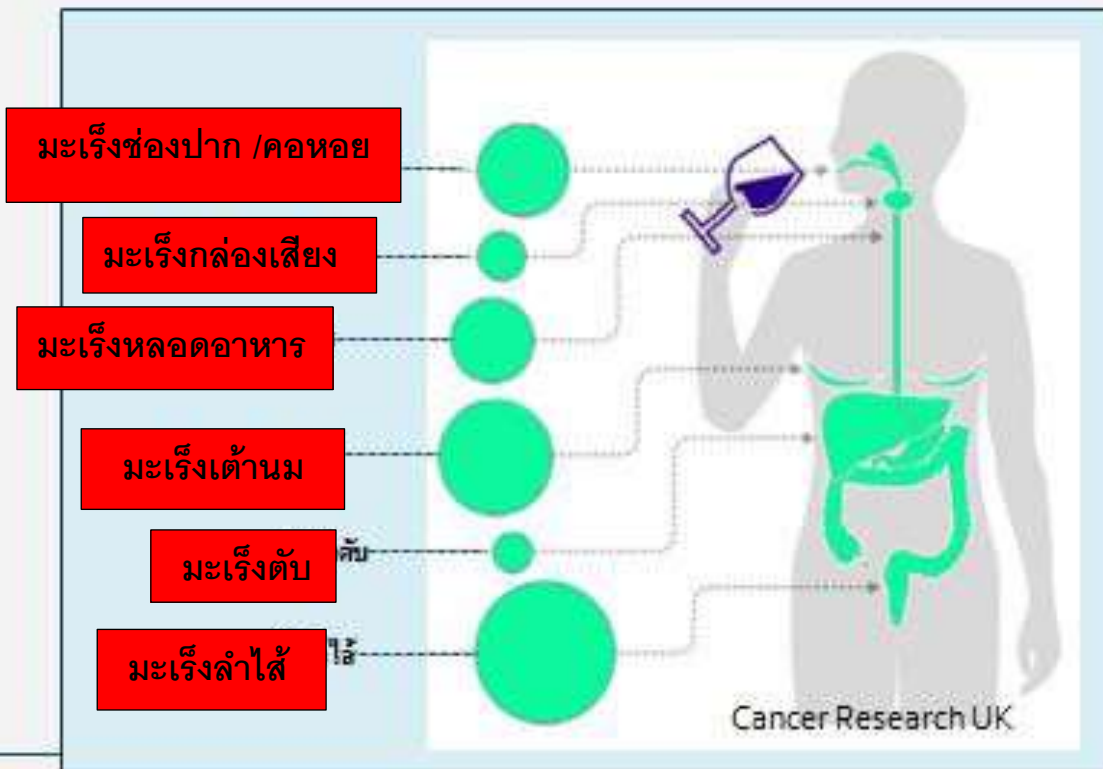 มะเร็งช่องปาก /คอหอย
มะเร็งกล่องเสียง
มะเร็งหลอดอาหาร
มะเร็งเต้านม
มะเร็งตับ
มะเร็งลำไส้
Cancer Research UK